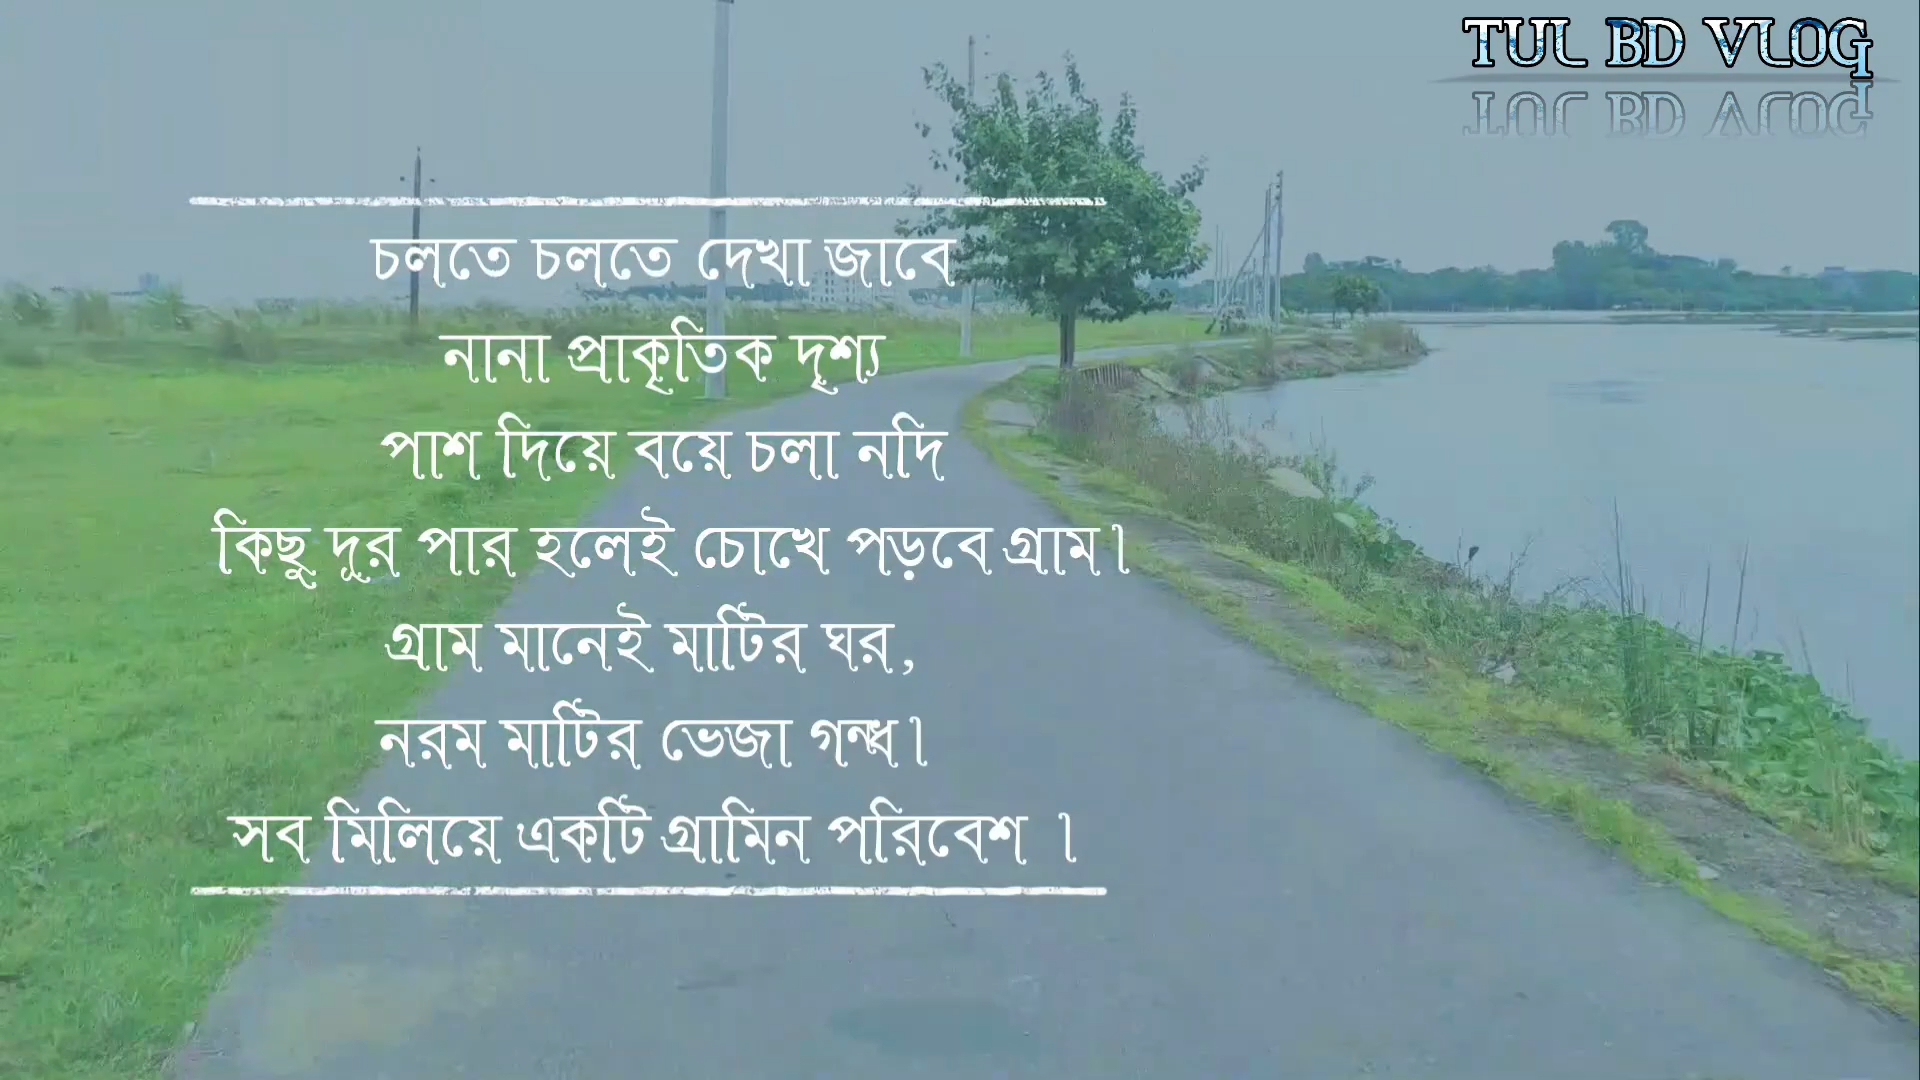 TUL BD VLOG
চলতে চলতে দেখা জাবে
নানা প্রাকৃতিক দৃশ্য
পাশ দিয়ে বয়ে চলা নদি
কিছু দূর পার হলেই চোখে পড়বে গ্রাম।
গ্রাম মানেই মাটির ঘর,
নরম মাটির ভেজা গন্ধ।
সব মিলিয়ে একটি গ্রামিন পরিবেশ ।